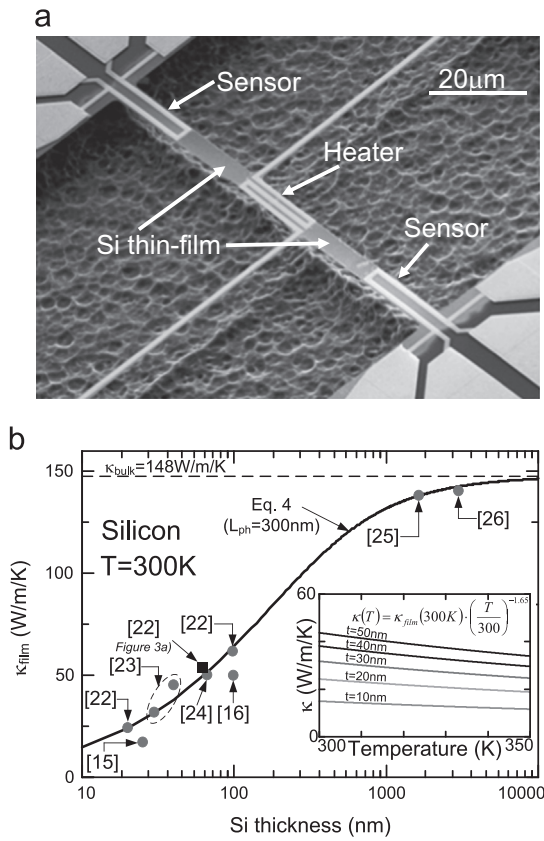 a
20μm
Sensor
Heater
Si thin-film
Sensor
b
κbulk=148W/m/K
150
Eq. 4
(Lph=300nm)
[25]
[26]
Silicon
T=300K
100
κfilm (W/m/K)
[22]
Figure 3a)
[22]
[23]
50
[22]
[24]
[16]
[15]
0
10
100
1000
10000
Si thickness (nm)
60
κ(T) = κfilm(300K)·(T/300)^-1.65
t=50nm
t=40nm
t=30nm
t=20nm
t=10nm
κ (W/m/K)
0
300
Temperature (K)
350